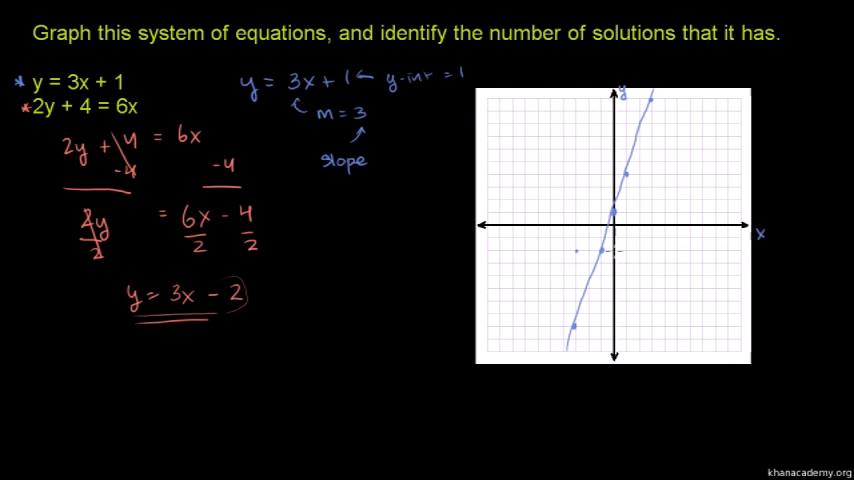 Graph this system of equations, and identify the number of solutions that it has.
* y = 3x + 1
* 2y + 4 = 6x
y = 3x + 1 ← y-int = 1
m = 3
slope
2y + 4 = 6x
-4 -4
2y/2 = 6x/2 - 4/2
y = 3x - 2
y
x
khanacademy.org